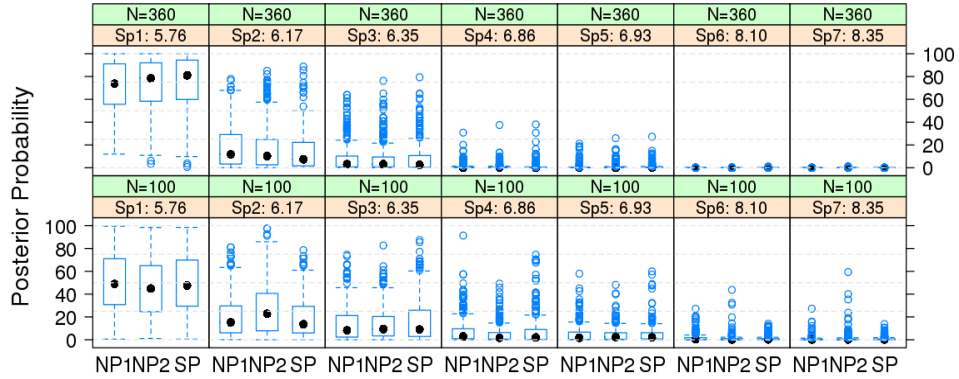 N=360 N=360 N=360 N=360 N=360 N=360 N=360
Sp1: 5.76 Sp2: 6.17 Sp3: 6.35 Sp4: 6.86 Sp5: 6.93 Sp6: 8.10 Sp7: 8.35
100
80
60
40
20
0
N=100 N=100 N=100 N=100 N=100 N=100 N=100
Sp1: 5.76 Sp2: 6.17 Sp3: 6.35 Sp4: 6.86 Sp5: 6.93 Sp6: 8.10 Sp7: 8.35
100
80
60
40
20
0
NP1NP2 SP NP1NP2 SP NP1NP2 SP NP1NP2 SP NP1NP2 SP NP1NP2 SP NP1NP2 SP
Posterior Probability